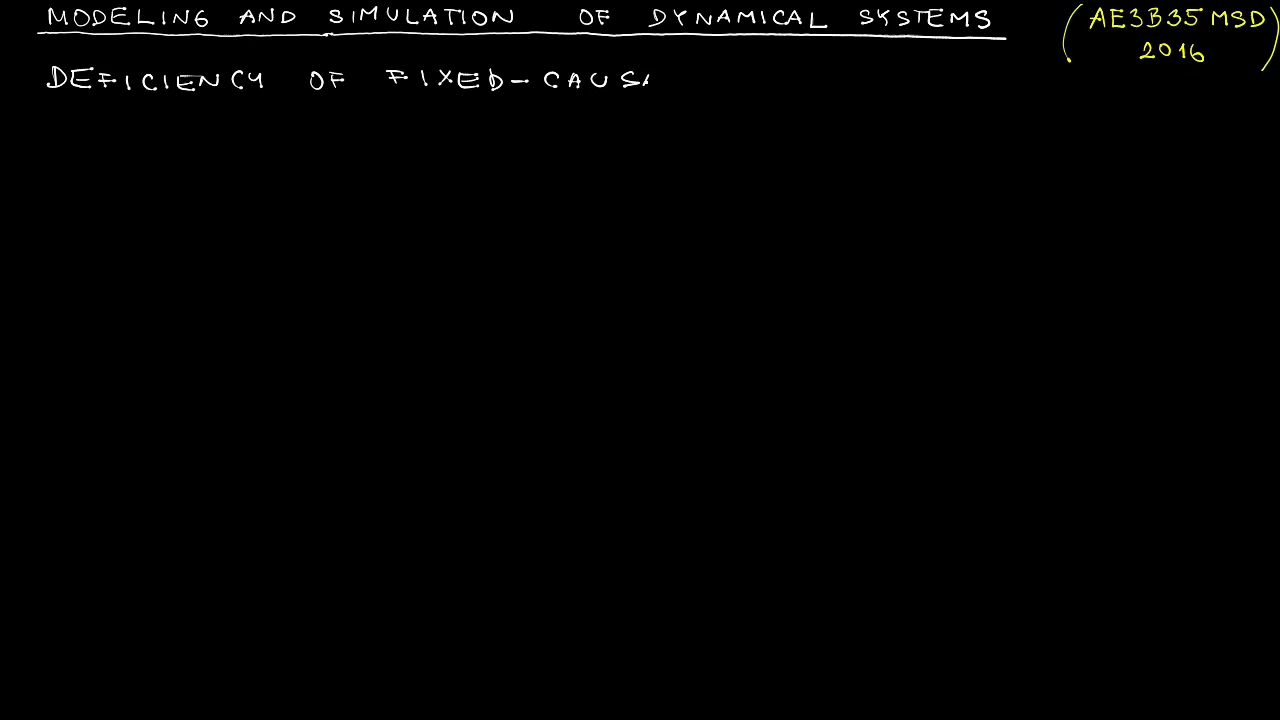 MODELING AND SIMULATION OF DYNAMICAL SYSTEMS
(AE3B35MSD
2016)
DEFICIENCY OF FIXED-CAUS